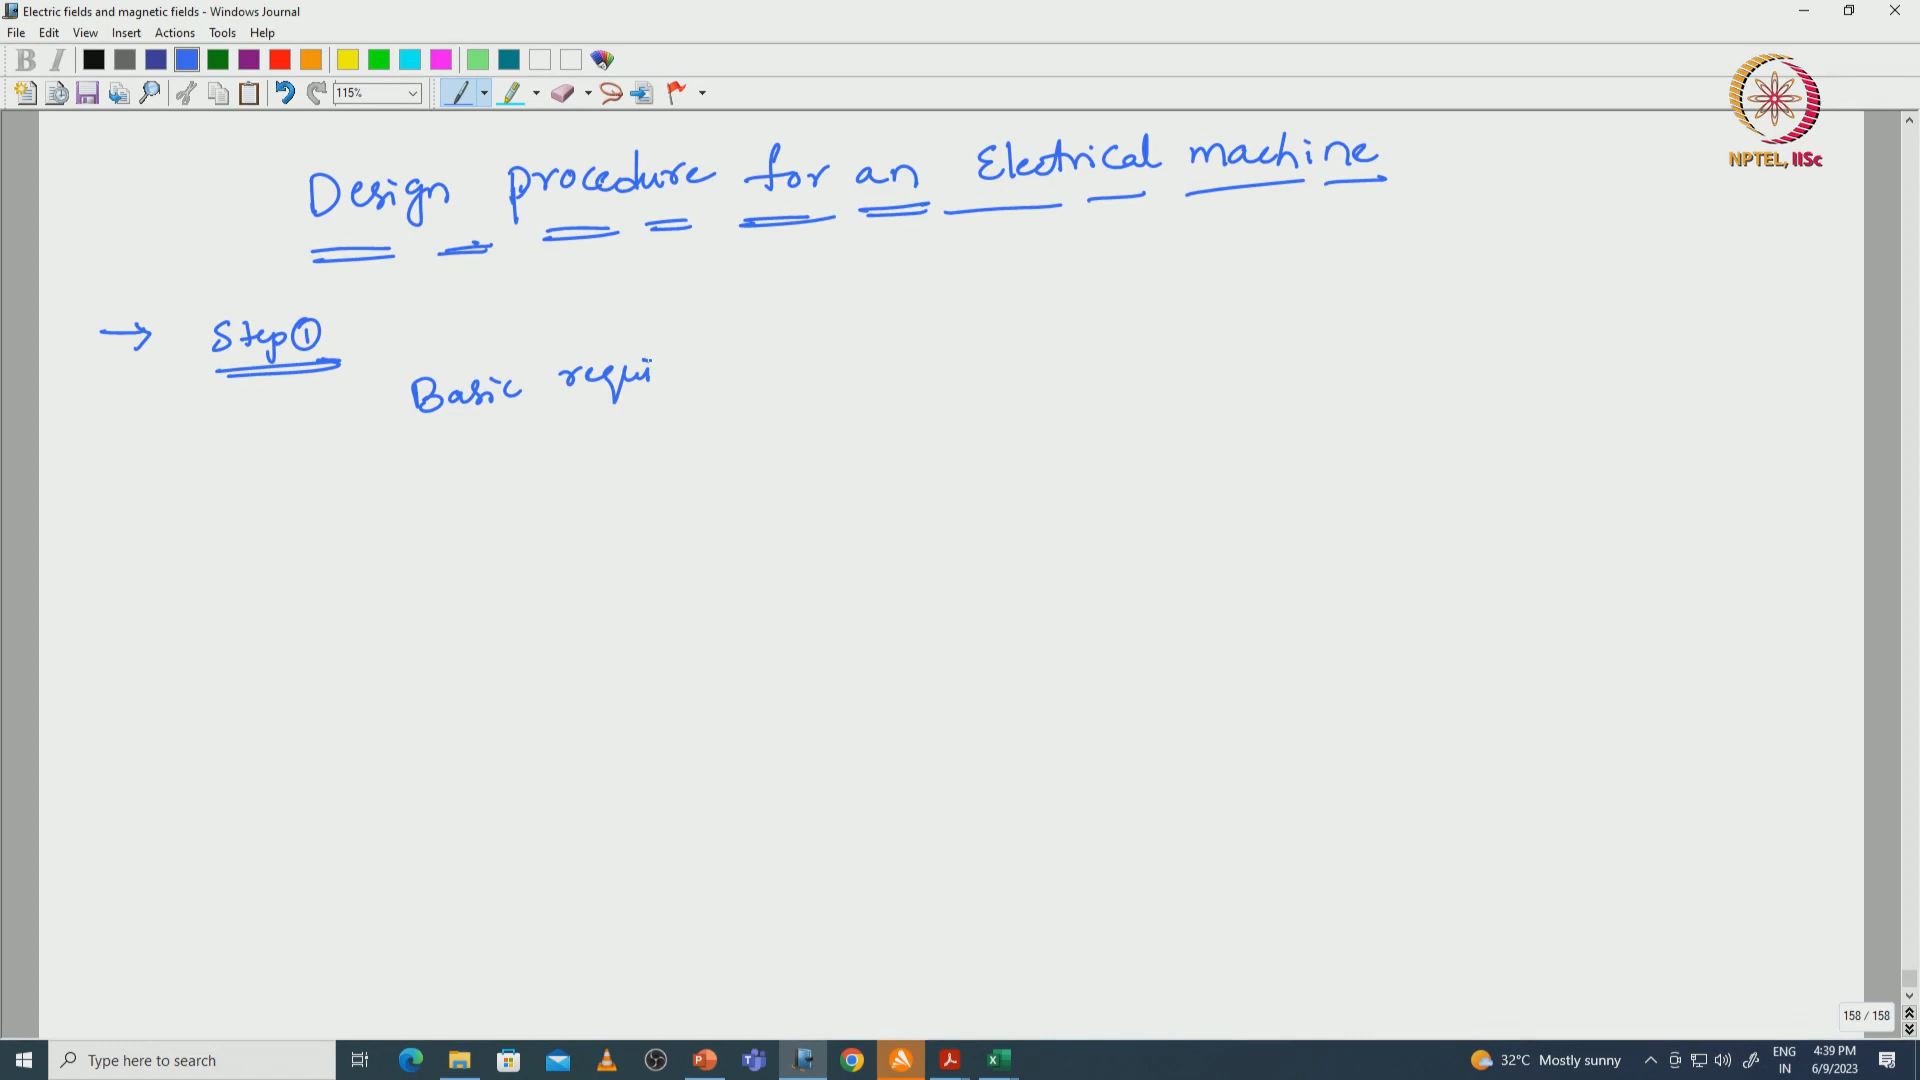 Electric fields and magnetic fields - Windows Journal
File Edit View Insert Actions Tools Help
B I
115%
NPTEL, IISc
Design procedure for an Electrical machine
→ Step ①
Basic requi
158 / 158
Type here to search
32°C Mostly sunny
ENG
IN
4:39 PM
6/9/2023